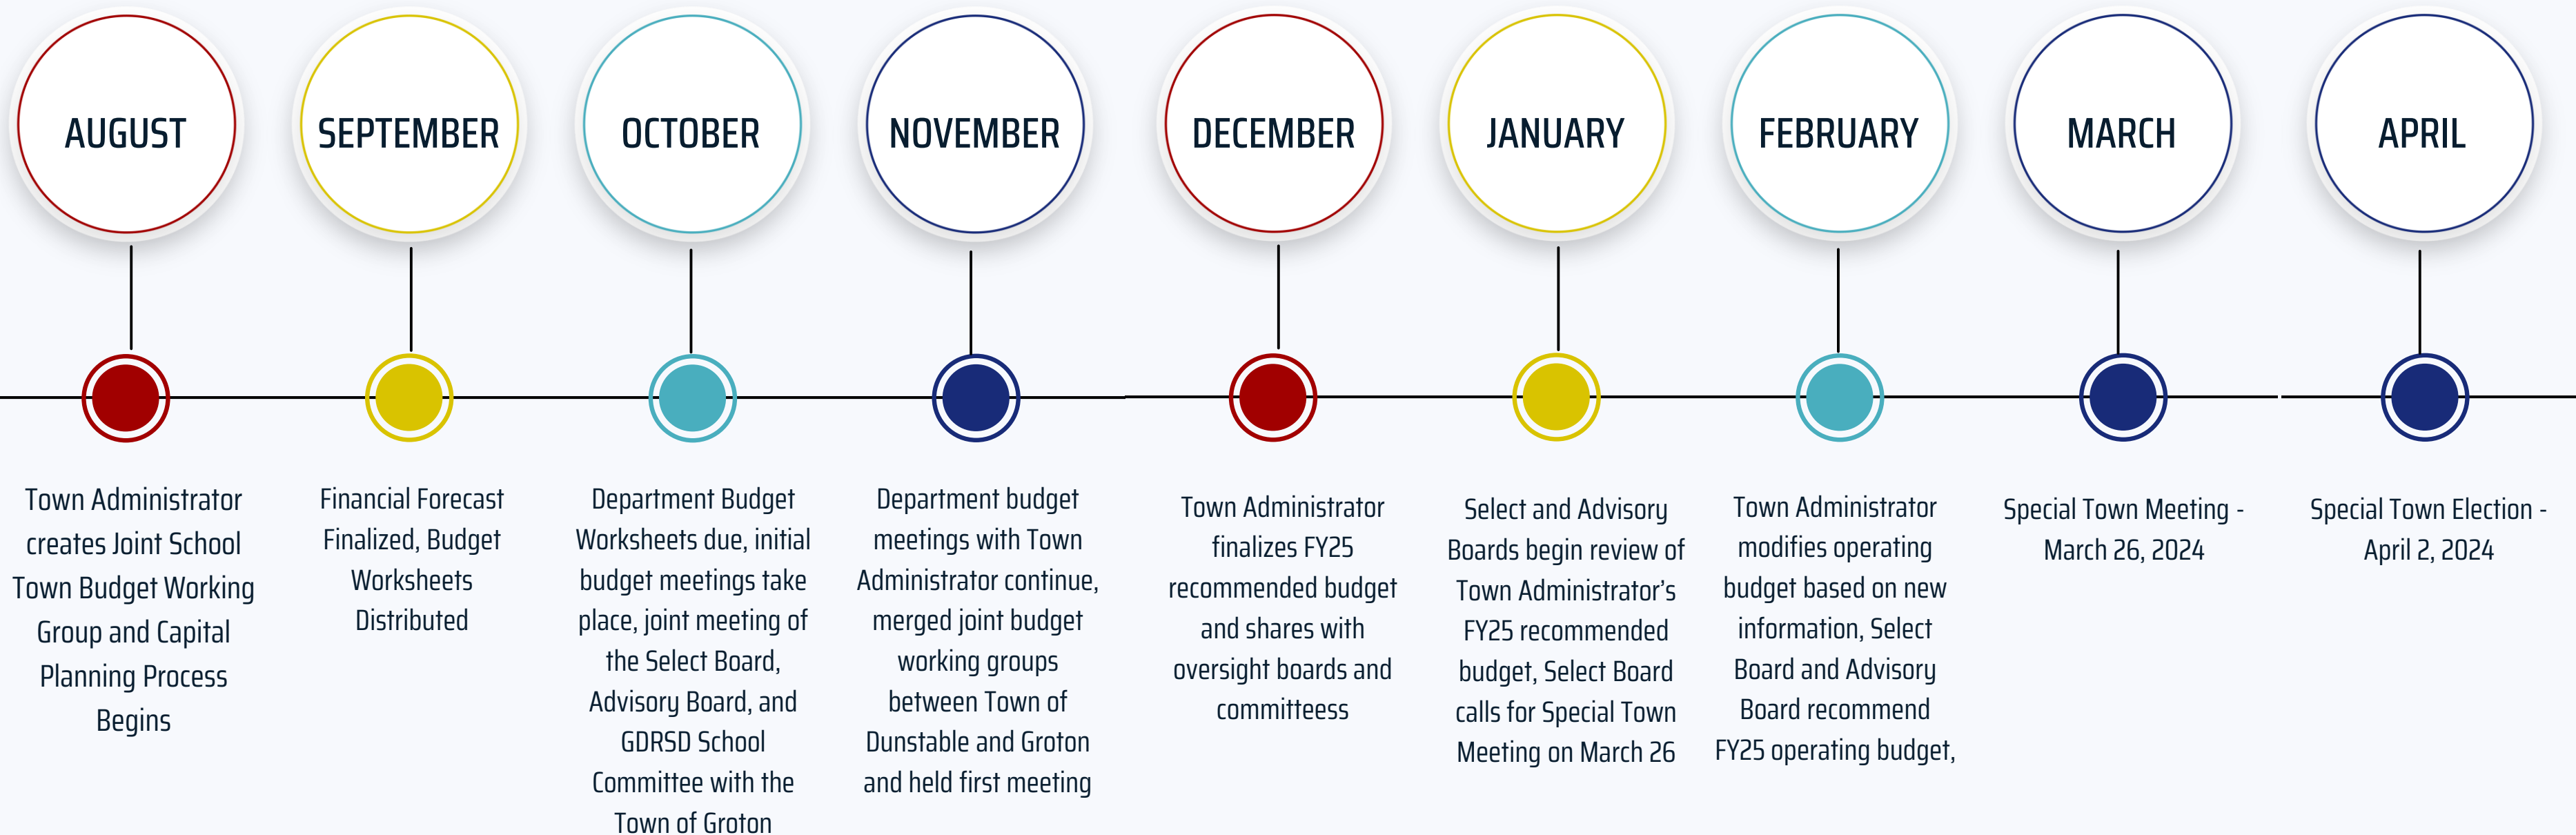 AUGUST
SEPTEMBER
OCTOBER
NOVEMBER
DECEMBER
JANUARY
FEBRUARY
MARCH
APRIL
Town Administrator
creates Joint School
Town Budget Working
Group and Capital
Planning Process
Begins
Financial Forecast
Finalized, Budget
Worksheets
Distributed
Department Budget
Worksheets due, initial
budget meetings take
place, joint meeting of
the Select Board,
Advisory Board, and
GDRSD School
Committee with the
Town of Groton
Department budget
meetings with Town
Administrator continue,
merged joint budget
working groups
between Town of
Dunstable and Groton
and held first meeting
Town Administrator
finalizes FY25
recommended budget
and shares with
oversight boards and
committeess
Select and Advisory
Boards begin review of
Town Administrator’s
FY25 recommended
budget, Select Board
calls for Special Town
Meeting on March 26
Town Administrator
modifies operating
budget based on new
information, Select
Board and Advisory
Board recommend
FY25 operating budget,
Special Town Meeting -
March 26, 2024
Special Town Election -
April 2, 2024